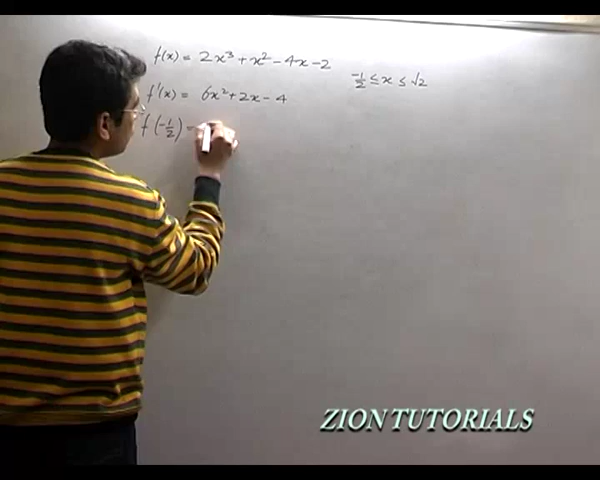 f(x) = 2x³ + x² - 4x - 2
-1/2 ≤ x ≤ √2
f'(x) = 6x² + 2x - 4
f(-1/2) =
ZION TUTORIALS